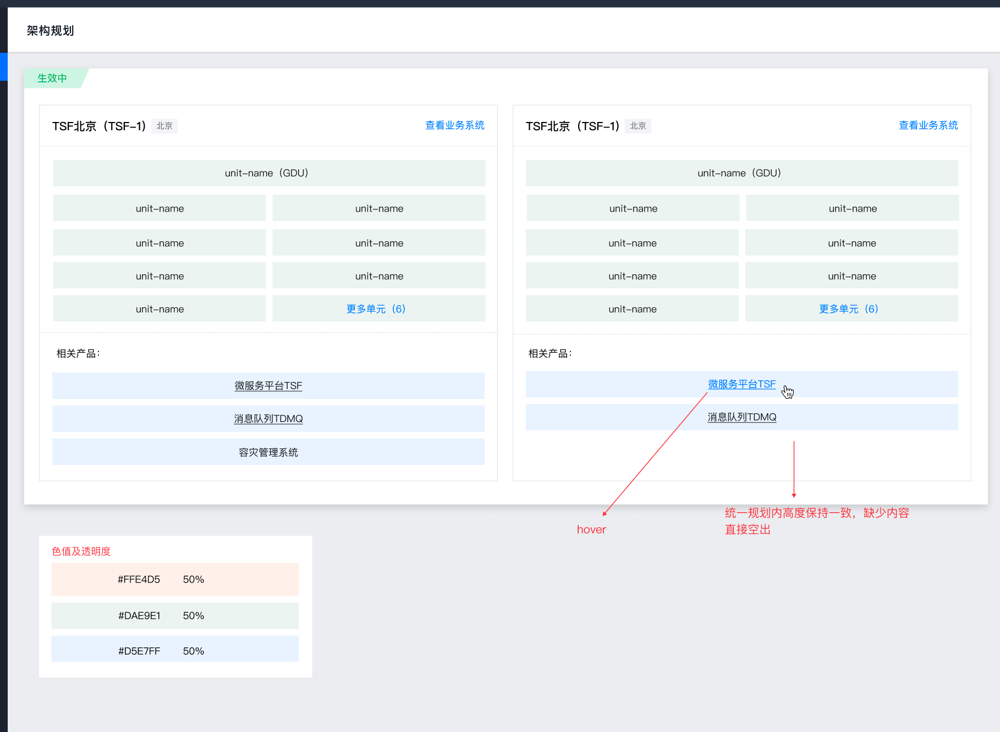 架构规划
生效中
TSF北京（TSF-1） 北京 查看业务系统
unit-name（GDU）
unit-name unit-name
unit-name unit-name
unit-name unit-name
unit-name 更多单元（6）
相关产品：
微服务平台TSF
消息队列TDMQ
容灾管理系统
TSF北京（TSF-1） 北京 查看业务系统
unit-name（GDU）
unit-name unit-name
unit-name unit-name
unit-name unit-name
unit-name 更多单元（6）
相关产品：
微服务平台TSF
消息队列TDMQ
hover
统一规划内高度保持一致，缺少内容
直接空出
色值及透明度
#FFE4D5 50%
#DAE9E1 50%
#D5E7FF 50%